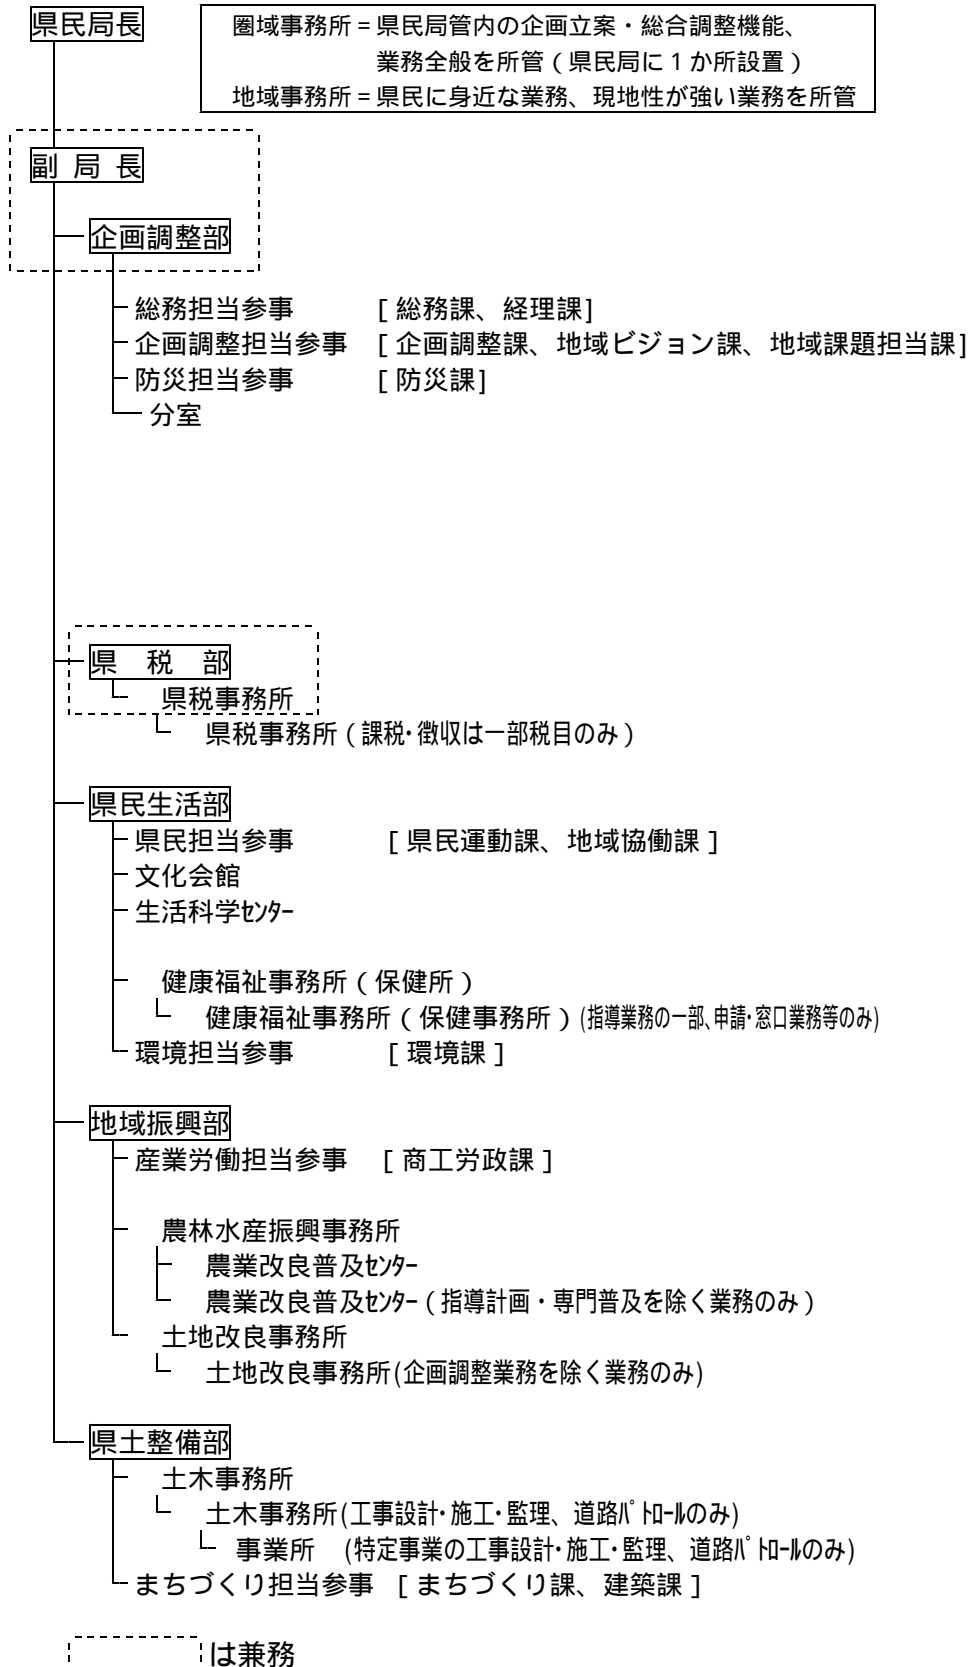 県民局長
圏域事務所＝県民局管内の企画立案・総合調整機能、
業務全般を所管（県民局に１か所設置）
地域事務所＝県民に身近な業務、現地性が強い業務を所管
副 局 長
企画調整部
総務担当参事 [ 総務課、経理課]
企画調整担当参事 [ 企画調整課、地域ビジョン課、地域課題担当課]
防災担当参事 [ 防災課]
分室
県 税 部
県税事務所
県税事務所（課税・徴収は一部税目のみ）
県民生活部
県民担当参事 [ 県民運動課、地域協働課 ]
文化会館
生活科学ｾﾝﾀｰ
健康福祉事務所（保健所）
健康福祉事務所（保健事務所）(指導業務の一部､申請・窓口業務等のみ)
環境担当参事 [ 環境課 ]
地域振興部
産業労働担当参事 [ 商工労政課 ]
農林水産振興事務所
農業改良普及ｾﾝﾀｰ
農業改良普及ｾﾝﾀｰ（指導計画・専門普及を除く業務のみ）
土地改良事務所
土地改良事務所(企画調整業務を除く業務のみ)
県土整備部
土木事務所
土木事務所(工事設計・施工・監理、道路ﾊﾟﾄﾛｰﾙのみ)
事業所 (特定事業の工事設計・施工・監理、道路ﾊﾟﾄﾛｰﾙのみ)
まちづくり担当参事 [ まちづくり課、建築課 ]
は兼務